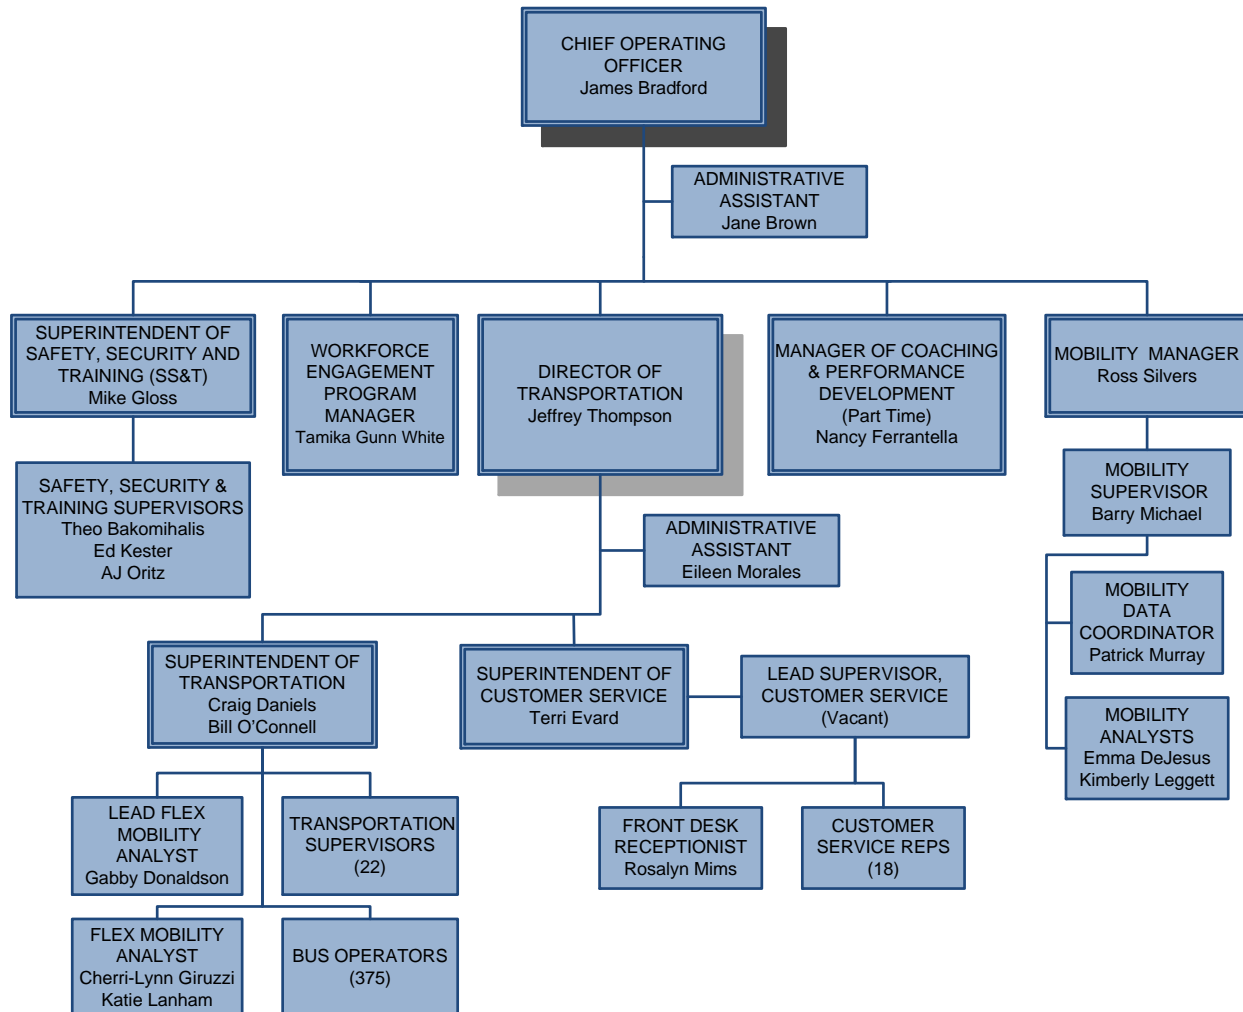 CHIEF OPERATING
OFFICER
James Bradford
ADMINISTRATIVE
ASSISTANT
Jane Brown
SUPERINTENDENT OF
SAFETY, SECURITY AND
TRAINING (SS&T)
Mike Gloss
WORKFORCE
ENGAGEMENT
PROGRAM
MANAGER
Tamika Gunn White
DIRECTOR OF
TRANSPORTATION
Jeffrey Thompson
MANAGER OF COACHING
& PERFORMANCE
DEVELOPMENT
(Part Time)
Nancy Ferrantella
MOBILITY MANAGER
Ross Silvers
SAFETY, SECURITY &
TRAINING SUPERVISORS
Theo Bakomihalis
Ed Kester
AJ Oritz
MOBILITY
SUPERVISOR
Barry Michael
ADMINISTRATIVE
ASSISTANT
Eileen Morales
MOBILITY
DATA
COORDINATOR
Patrick Murray
SUPERINTENDENT OF
TRANSPORTATION
Craig Daniels
Bill O’Connell
SUPERINTENDENT OF
CUSTOMER SERVICE
Terri Evard
LEAD SUPERVISOR,
CUSTOMER SERVICE
(Vacant)
MOBILITY
ANALYSTS
Emma DeJesus
Kimberly Leggett
LEAD FLEX
MOBILITY
ANALYST
Gabby Donaldson
TRANSPORTATION
SUPERVISORS
(22)
FRONT DESK
RECEPTIONIST
Rosalyn Mims
CUSTOMER
SERVICE REPS
(18)
FLEX MOBILITY
ANALYST
Cherri-Lynn Giruzzi
Katie Lanham
BUS OPERATORS
(375)